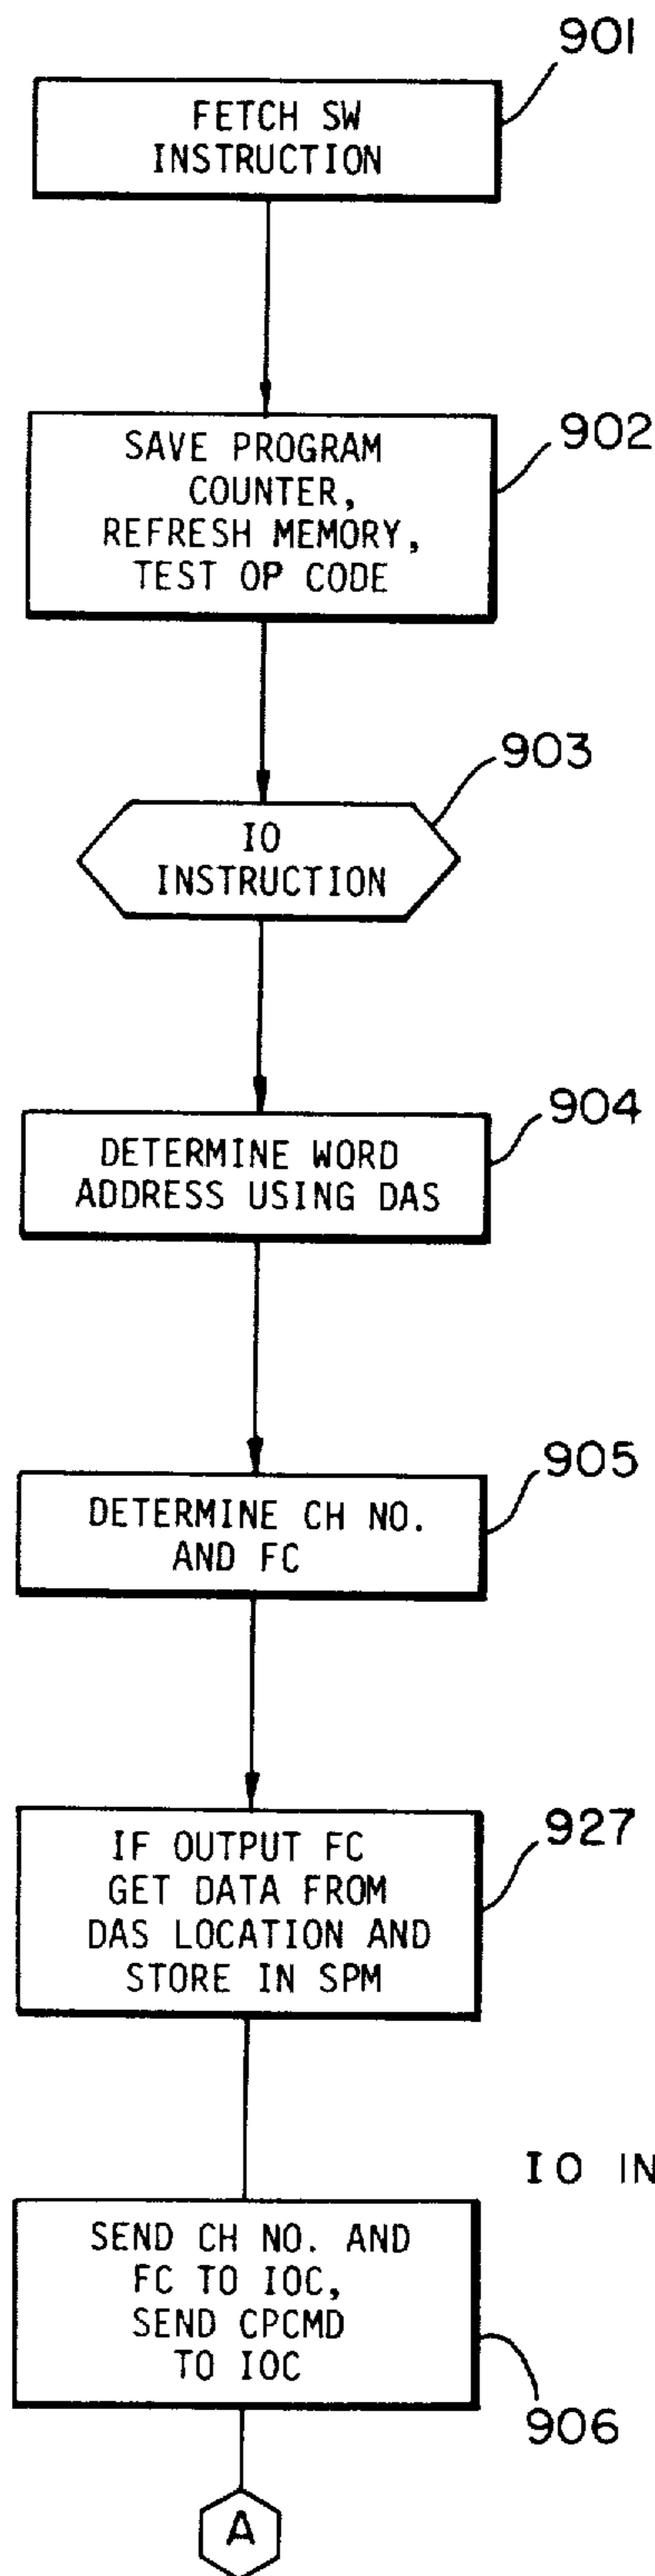 901
FETCH SW
INSTRUCTION
902
SAVE PROGRAM
COUNTER,
REFRESH MEMORY,
TEST OP CODE
903
IO
INSTRUCTION
904
DETERMINE WORD
ADDRESS USING DAS
905
DETERMINE CH NO.
AND FC
927
IF OUTPUT FC
GET DATA FROM
DAS LOCATION AND
STORE IN SPM
IO IN
SEND CH NO. AND
FC TO IOC,
SEND CPCMD
TO IOC
906
A